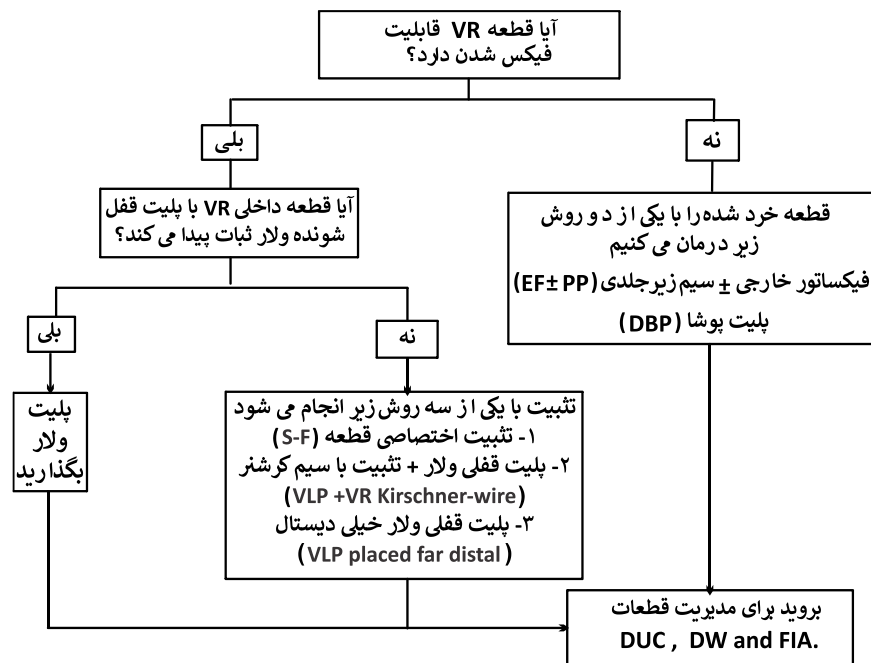 آیا قطعه VR قابلیت
فیکس شدن دارد؟
بلی
نه
آیا قطعه داخلی VR با پلیت قفل
شونده ولار ثبات پیدا می کند؟
قطعه خرد شده را با یکی از دو روش
زیر درمان می کنیم
فیکساتور خارجی ± سیم زیرجلدی (EF± PP)
پلیت پوشا (DBP)
بلی
نه
پلیت
ولار
بگذارید
تثبیت با یکی از سه روش زیر انجام می شود
۱- تثبیت اختصاصی قطعه (S-F)
۲- پلیت قفلی ولار + تثبیت با سیم کرشنر
(VLP +VR Kirschner-wire)
۳- پلیت قفلی ولار خیلی دیستال
(VLP placed far distal)
بروید برای مدیریت قطعات
DUC , DW and FIA.